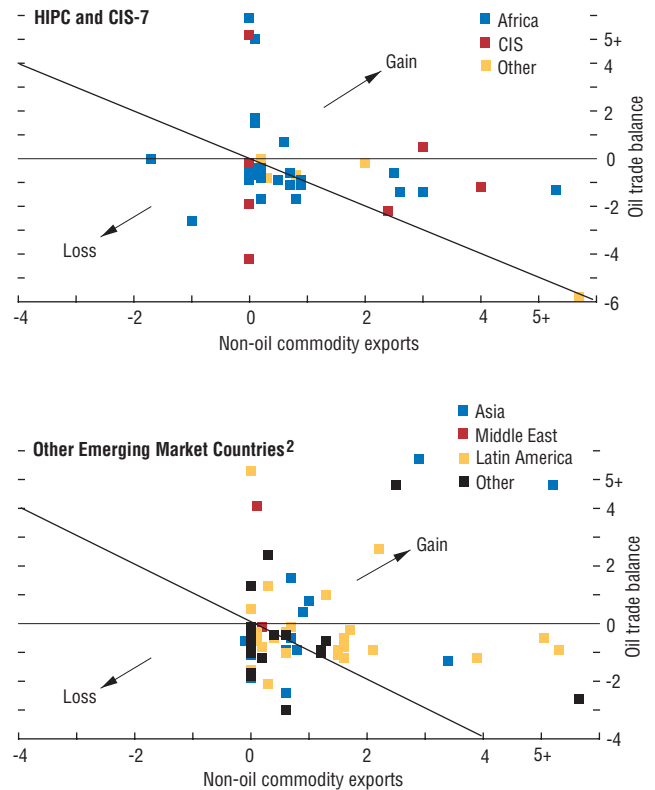 HIPC and CIS-7
Africa
CIS
Other
Gain
Loss
5+
4
2
0
-2
-4
-6
Oil trade balance
-4
-2
0
2
4
5+
Non-oil commodity exports
Other Emerging Market Countries2
Asia
Middle East
Latin America
Other
Gain
Loss
5+
4
2
0
-2
-4
Oil trade balance
-4
-2
0
2
4
5+
Non-oil commodity exports